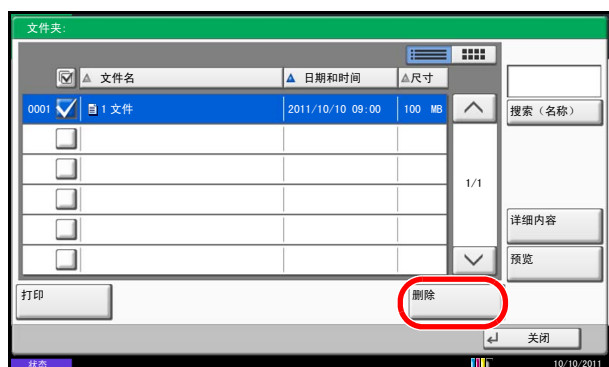 文件夹:
文件名 日期和时间 尺寸
0001 1 文件 2011/10/10 09:00 100 MB
搜索（名称）
1/1
详细内容
预览
打印 删除
关闭
状态 10/10/2011